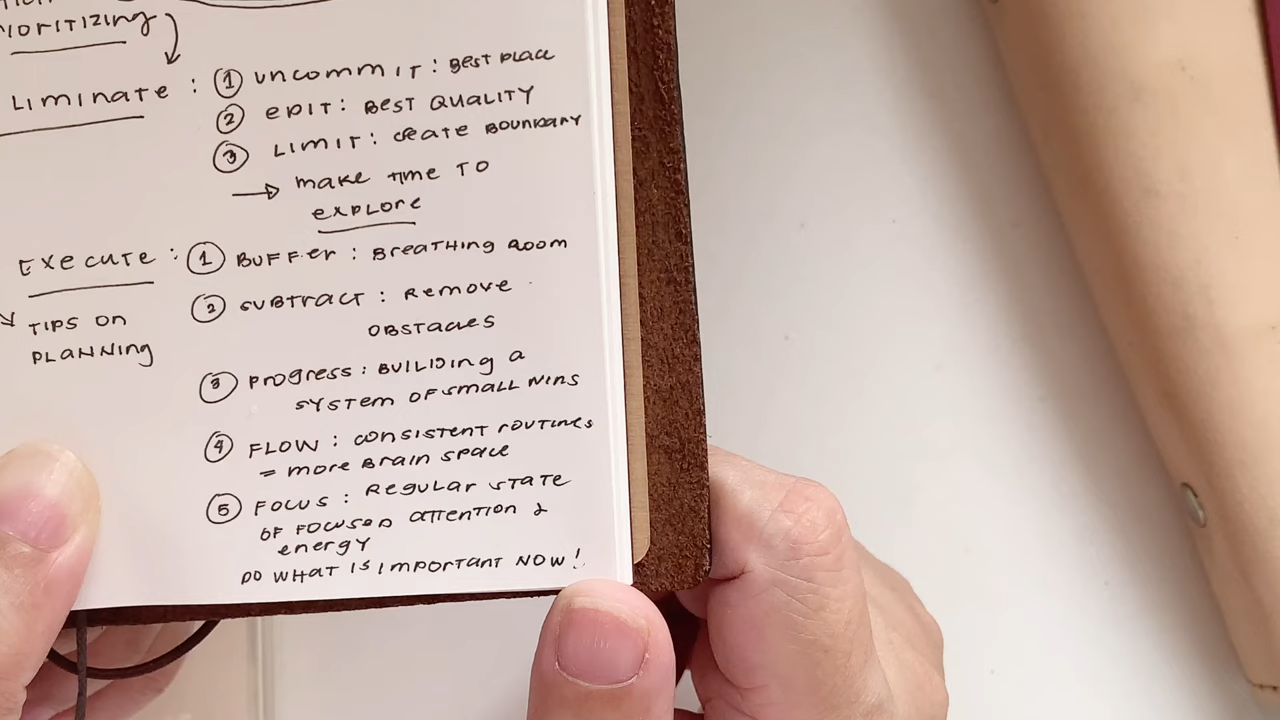 IORITIZING
LIMINATE : ① UNCOMMIT : BEST PLACE
② EDIT : BEST QUALITY
③ LIMIT : CREATE BOUNDARY
→ MAKE TIME TO
EXPLORE
EXECUTE : ① BUFFER : BREATHING ROOM
② SUBTRACT : REMOVE
OBSTACLES
TIPS ON
PLANNING
③ PROGRESS : BUILDING A
SYSTEM OF SMALL WINS
④ FLOW : CONSISTENT ROUTINES
= MORE BRAIN SPACE
⑤ FOCUS : REGULAR STATE
OF FOCUSED ATTENTION &
ENERGY
DO WHAT IS IMPORTANT NOW!